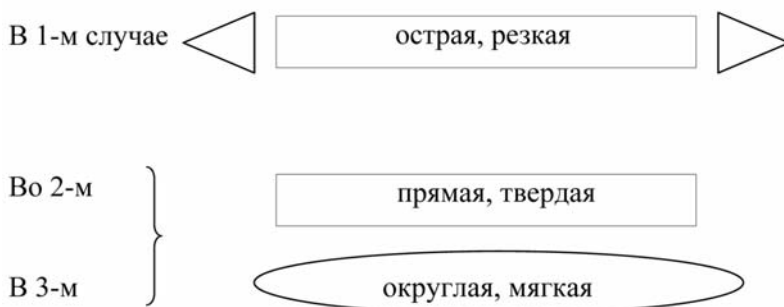 В 1-м случае острая, резкая
Во 2-м прямая, твердая
В 3-м округлая, мягкая